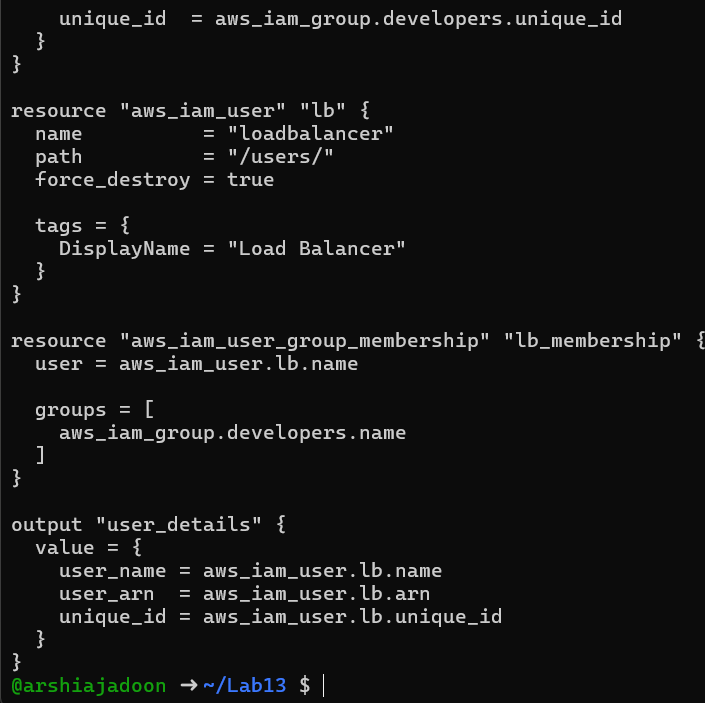 unique_id  = aws_iam_group.developers.unique_id
  }
}

resource "aws_iam_user" "lb" {
  name          = "loadbalancer"
  path          = "/users/"
  force_destroy = true

  tags = {
    DisplayName = "Load Balancer"
  }
}

resource "aws_iam_user_group_membership" "lb_membership" {
  user = aws_iam_user.lb.name

  groups = [
    aws_iam_group.developers.name
  ]
}

output "user_details" {
  value = {
    user_name = aws_iam_user.lb.name
    user_arn  = aws_iam_user.lb.arn
    unique_id = aws_iam_user.lb.unique_id
  }
}
@arshiajadoon ➜ ~/Lab13 $